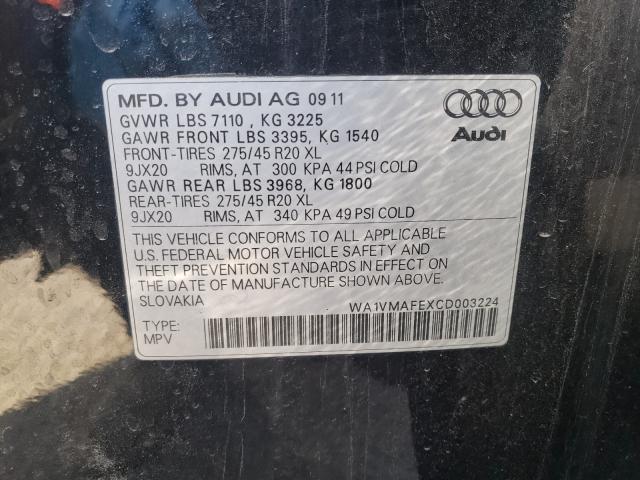 MFD. BY AUDI AG 09 11
GVWR LBS 7110 , KG 3225
GAWR FRONT LBS 3395, KG 1540
FRONT-TIRES 275/45 R20 XL
9JX20 RIMS, AT 300 KPA 44 PSI COLD
GAWR REAR LBS 3968, KG 1800
REAR-TIRES 275/45 R20 XL
9JX20 RIMS, AT 340 KPA 49 PSI COLD
Audi
THIS VEHICLE CONFORMS TO ALL APPLICABLE
U.S. FEDERAL MOTOR VEHICLE SAFETY AND
THEFT PREVENTION STANDARDS IN EFFECT ON
THE DATE OF MANUFACTURE SHOWN ABOVE.
SLOVAKIA WA1VMAFEXCD003224
TYPE:
MPV